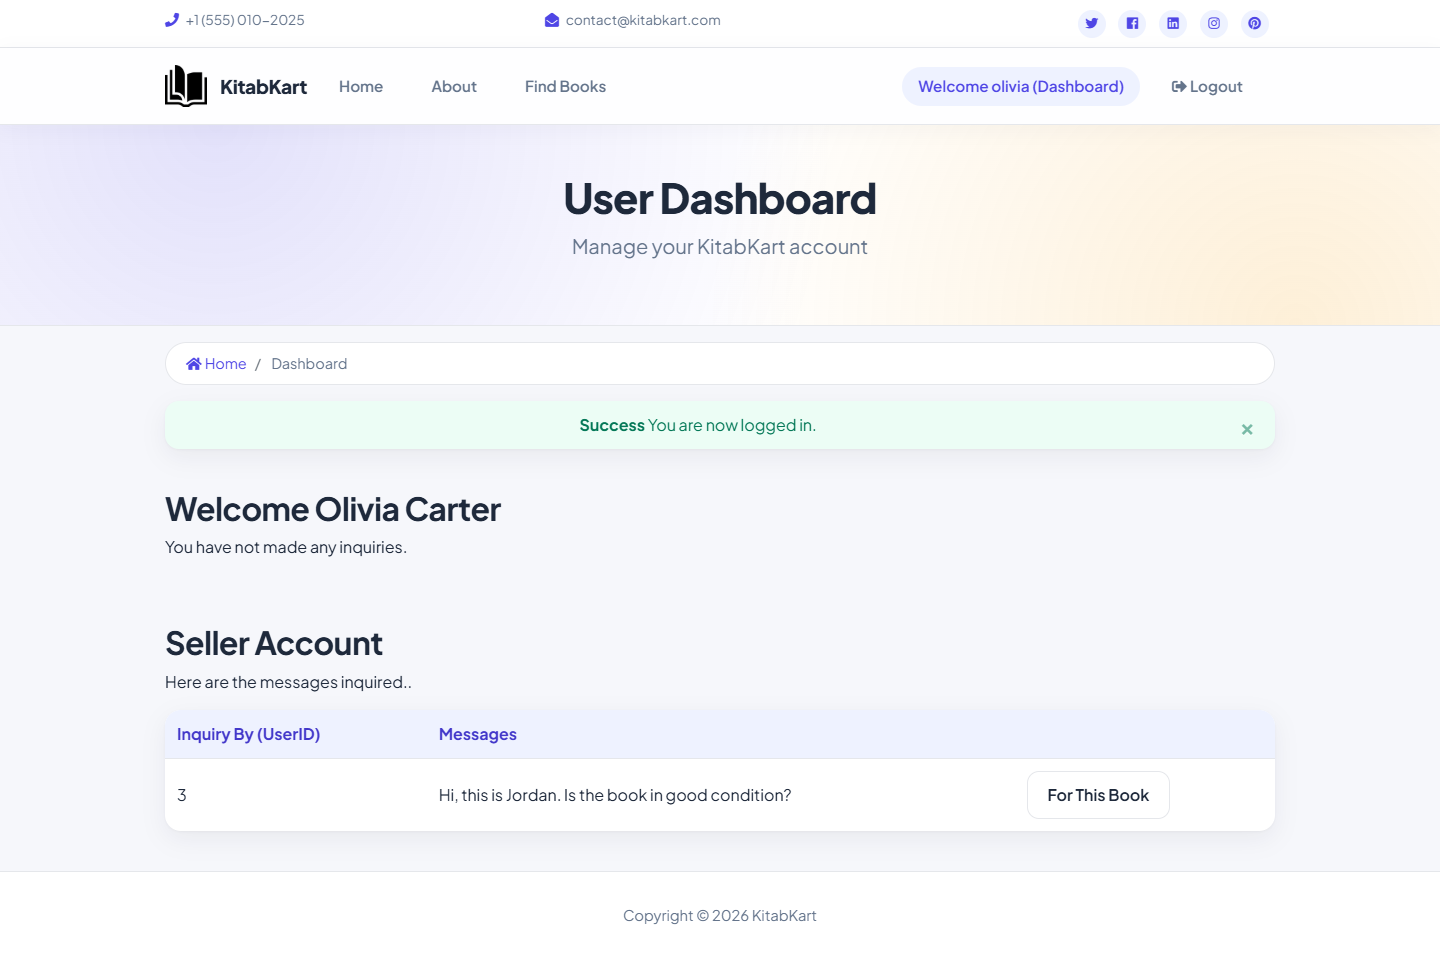 +1 (555) 010-2025
contact@kitabkart.com
KitabKart
Home
About
Find Books
Welcome olivia (Dashboard)
Logout
User Dashboard
Manage your KitabKart account
Home / Dashboard
Success You are now logged in.
×
Welcome Olivia Carter
You have not made any inquiries.
Seller Account
Here are the messages inquired..
Inquiry By (UserID) Messages
3 Hi, this is Jordan. Is the book in good condition? For This Book
Copyright © 2026 KitabKart